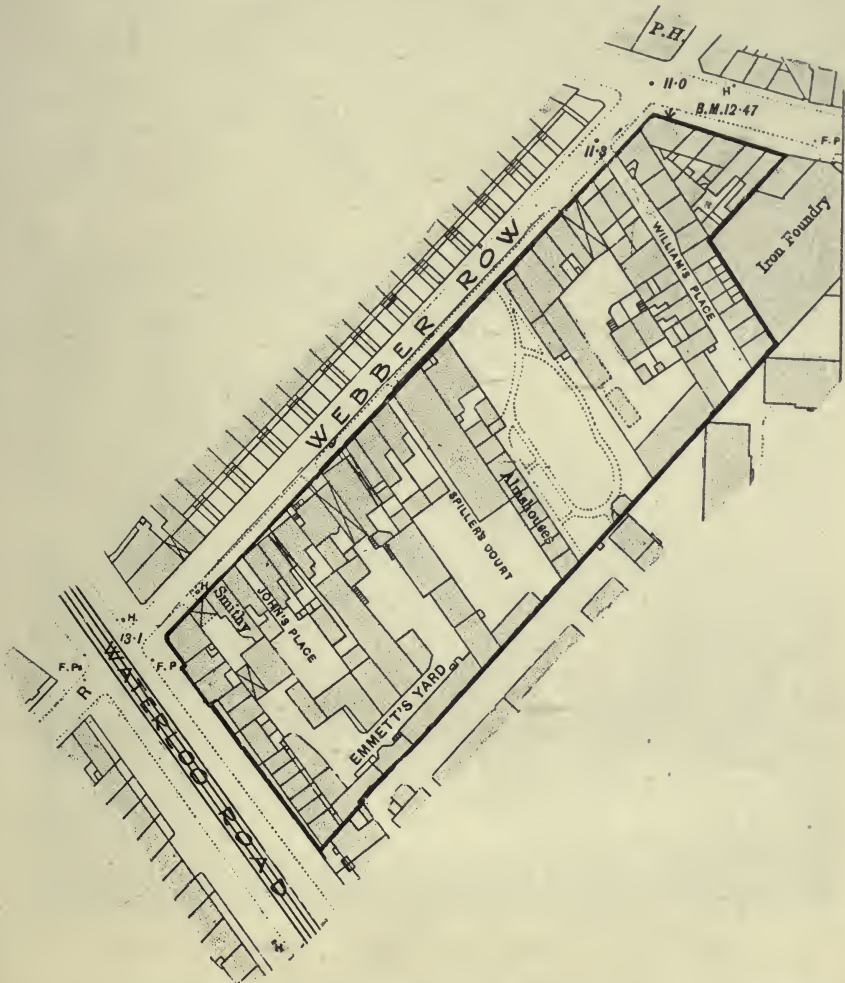 P.H.
11·0
H
B.M.12·47
F.P
11·8
Iron Foundry
WILLIAM'S PLACE
WEBBER ROW
Almshouses
SPILLER'S COURT
H
Smithy
JOHN'S PLACE
H.
13·1
F.P
F.P.
R
WATERLOO ROAD
EMMETT'S YARD